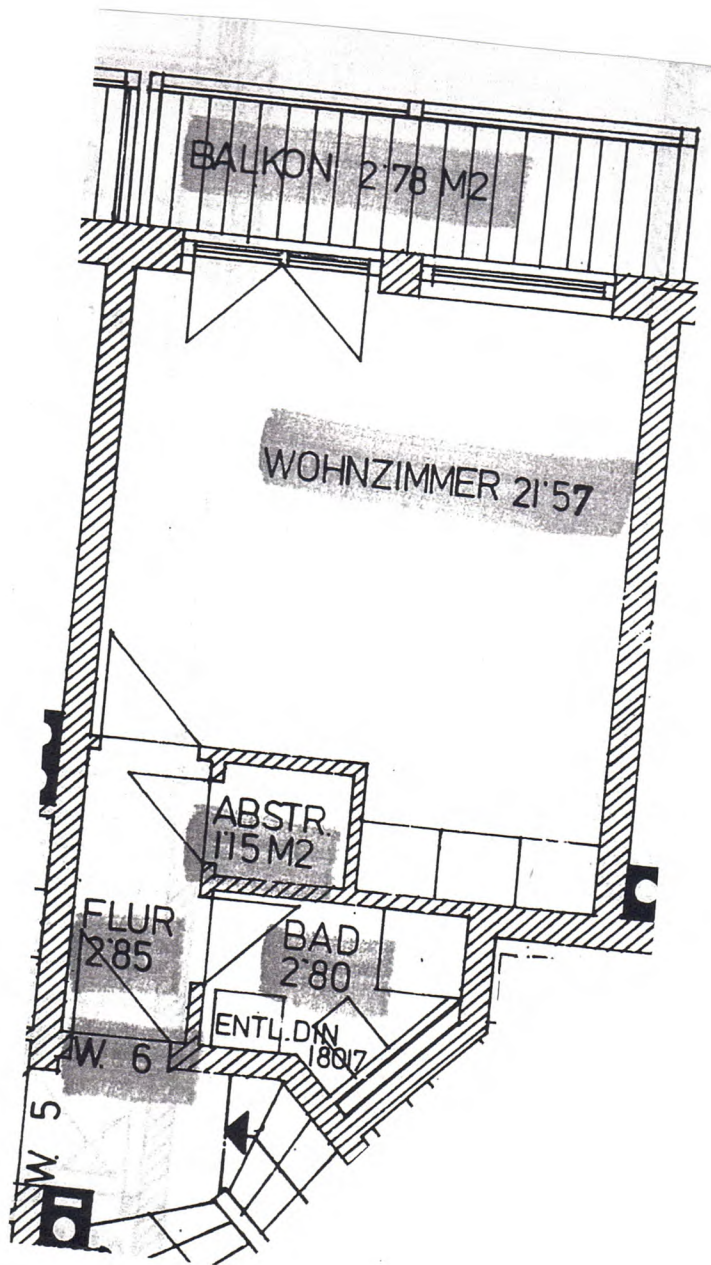 BALKON 2'78 M2
WOHNZIMMER 21'57
ABSTR.
1'15 M2
FLUR
2'85
BAD
2'80
ENTL. DIN
18017
W. 6
W. 5